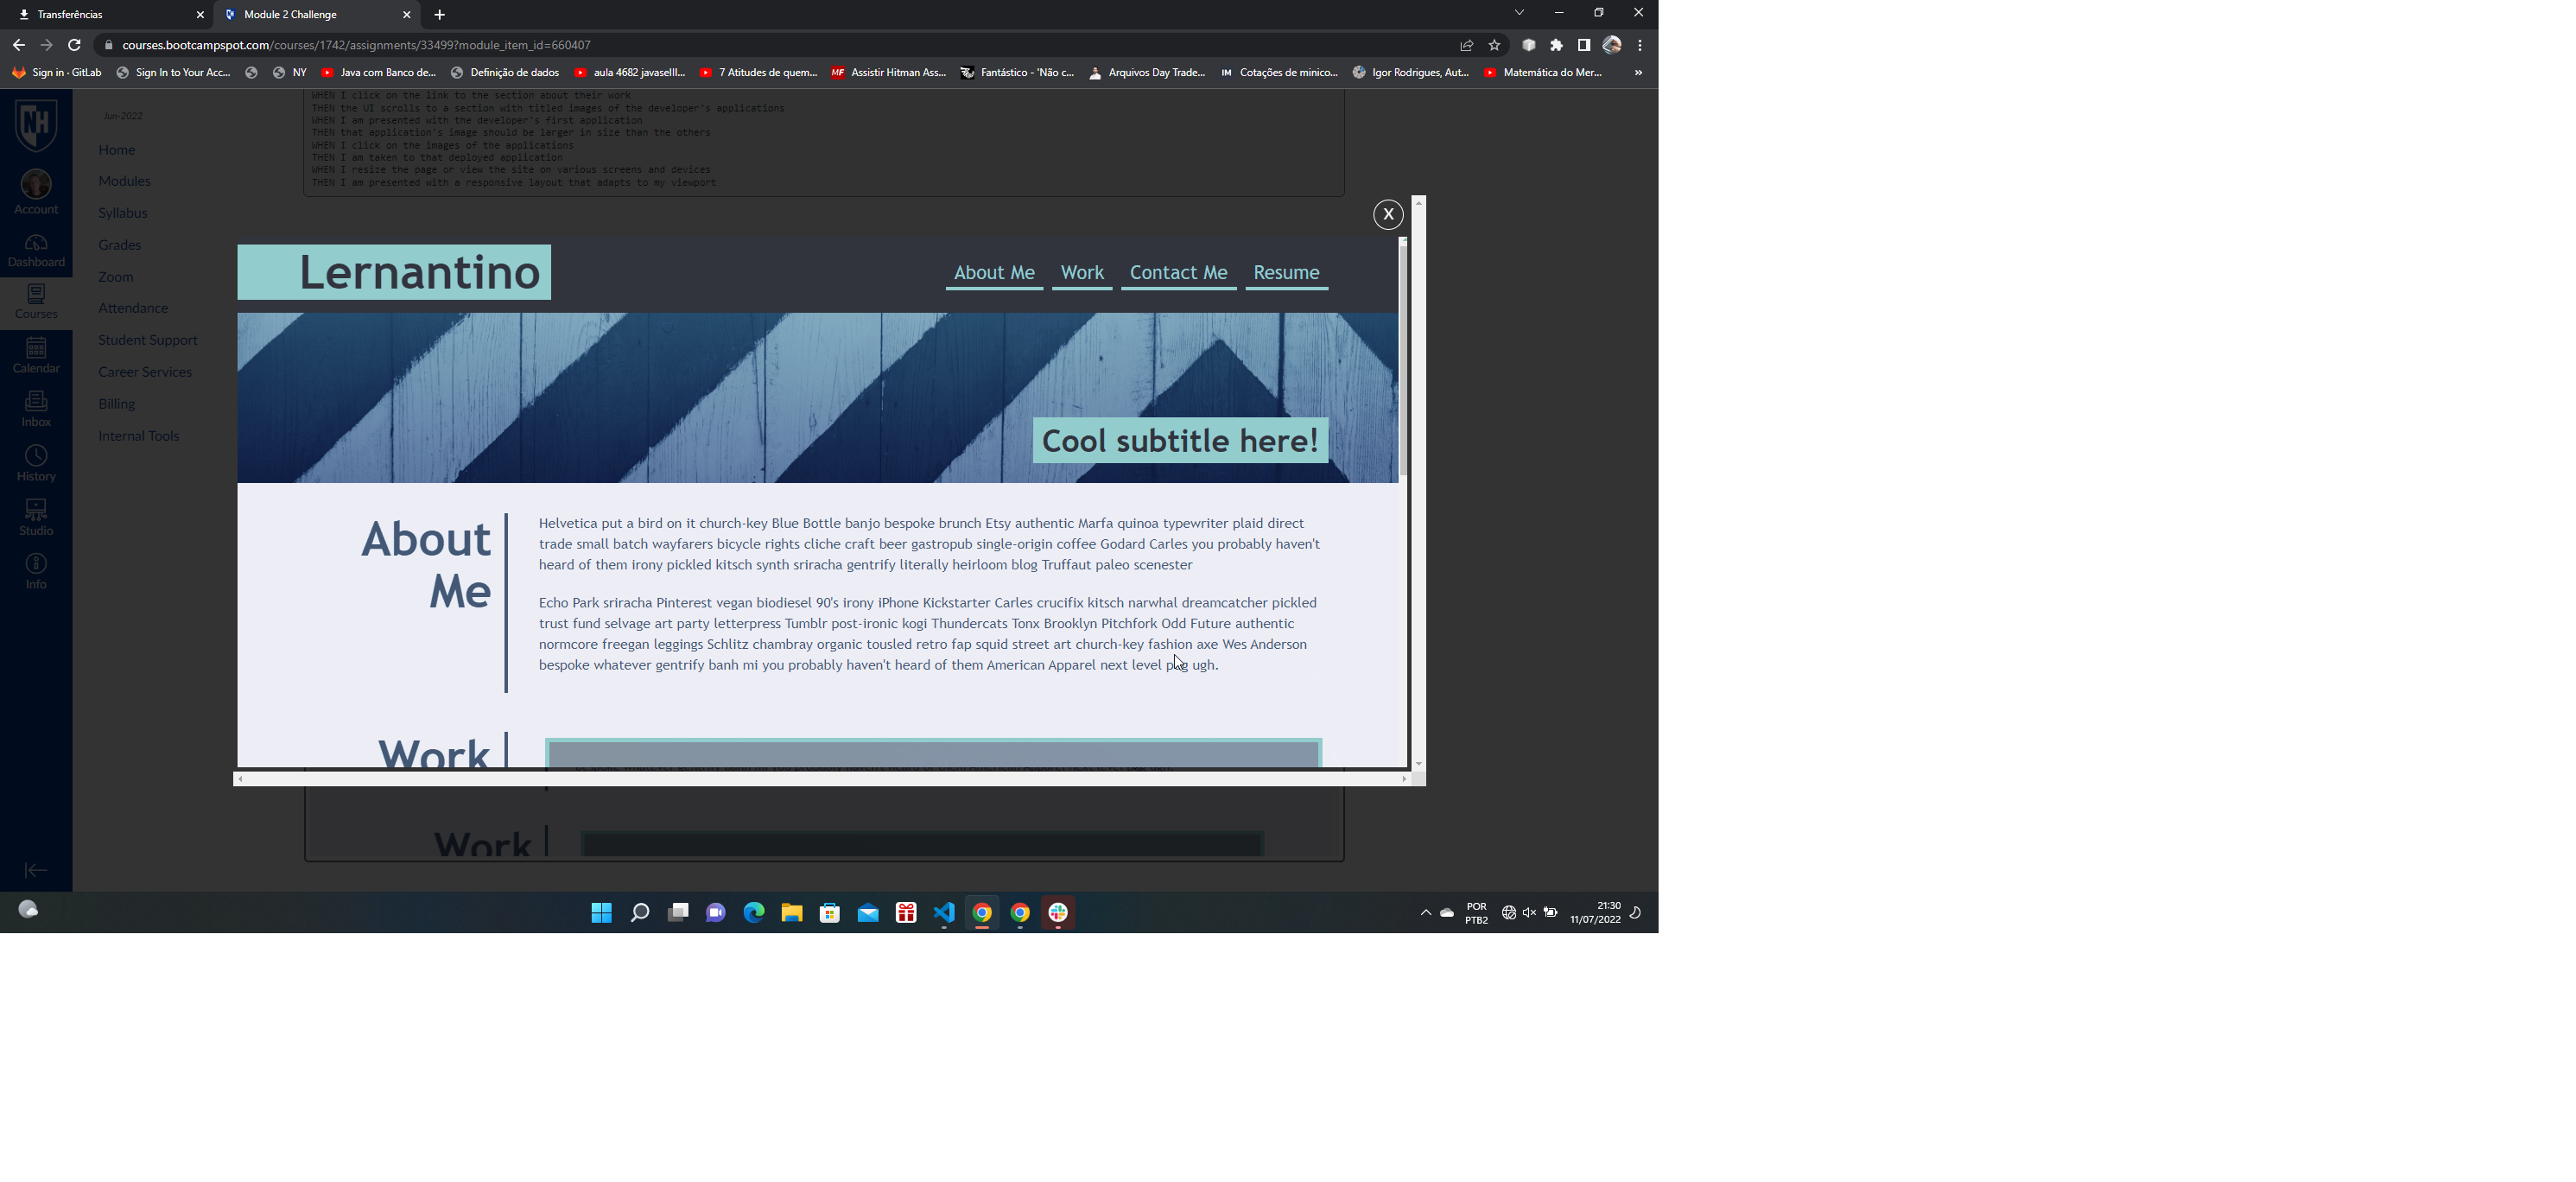 Transferências
Module 2 Challenge
courses.bootcampspot.com/courses/1742/assignments/33499?module_item_id=660407
Sign in · GitLab
Sign In to Your Acc...
NY
Java com Banco de...
Definição de dados
aula 4682 javaselll...
7 Atitudes de quem...
MF Assistir Hitman Ass...
Fantástico - 'Não c...
Arquivos Day Trade...
IM Cotações de minico...
Igor Rodrigues, Aut...
Matemática do Mer...
»
NH
Account
Dashboard
Courses
Calendar
Inbox
History
Studio
Info
Jun-2022
Home
Modules
Syllabus
Grades
Zoom
Attendance
Student Support
Career Services
Billing
Internal Tools
WHEN I click on the link to the section about their work
THEN the UI scrolls to a section with titled images of the developer's applications
WHEN I am presented with the developer's first application
THEN that application's image should be larger in size than the others
WHEN I click on the images of the applications
THEN I am taken to that deployed application
WHEN I resize the page or view the site on various screens and devices
THEN I am presented with a responsive layout that adapts to my viewport
X
Lernantino
About Me
Work
Contact Me
Resume
Cool subtitle here!
About
Me
Helvetica put a bird on it church-key Blue Bottle banjo bespoke brunch Etsy authentic Marfa quinoa typewriter plaid direct
trade small batch wayfarers bicycle rights cliche craft beer gastropub single-origin coffee Godard Carles you probably haven't
heard of them irony pickled kitsch synth sriracha gentrify literally heirloom blog Truffaut paleo scenester
Echo Park sriracha Pinterest vegan biodiesel 90's irony iPhone Kickstarter Carles crucifix kitsch narwhal dreamcatcher pickled
trust fund selvage art party letterpress Tumblr post-ironic kogi Thundercats Tonx Brooklyn Pitchfork Odd Future authentic
normcore freegan leggings Schlitz chambray organic tousled retro fap squid street art church-key fashion axe Wes Anderson
bespoke whatever gentrify banh mi you probably haven't heard of them American Apparel next level pug ugh.
Work
Work
POR
PTB2
21:30
11/07/2022